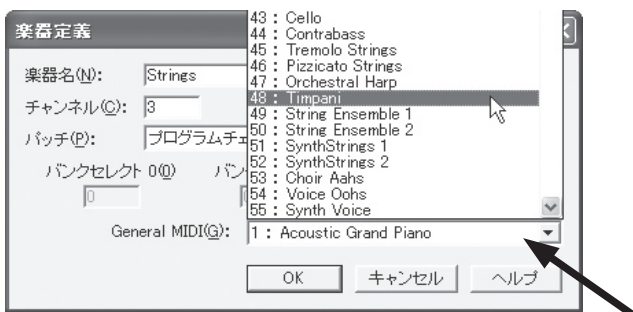 楽器定義
43 : Cello
44 : Contrabass
45 : Tremolo Strings
46 : Pizzicato Strings
47 : Orchestral Harp
48 : Timpani
49 : String Ensemble 1
50 : String Ensemble 2
51 : SynthStrings 1
52 : SynthStrings 2
53 : Choir Aahs
54 : Voice Oohs
55 : Synth Voice
楽器名(N): Strings
チャンネル(C): 3
パッチ(P): プログラムチェ
バンクセレクト 0(0) バン
0
General MIDI(G): 1 : Acoustic Grand Piano
OK キャンセル ヘルプ